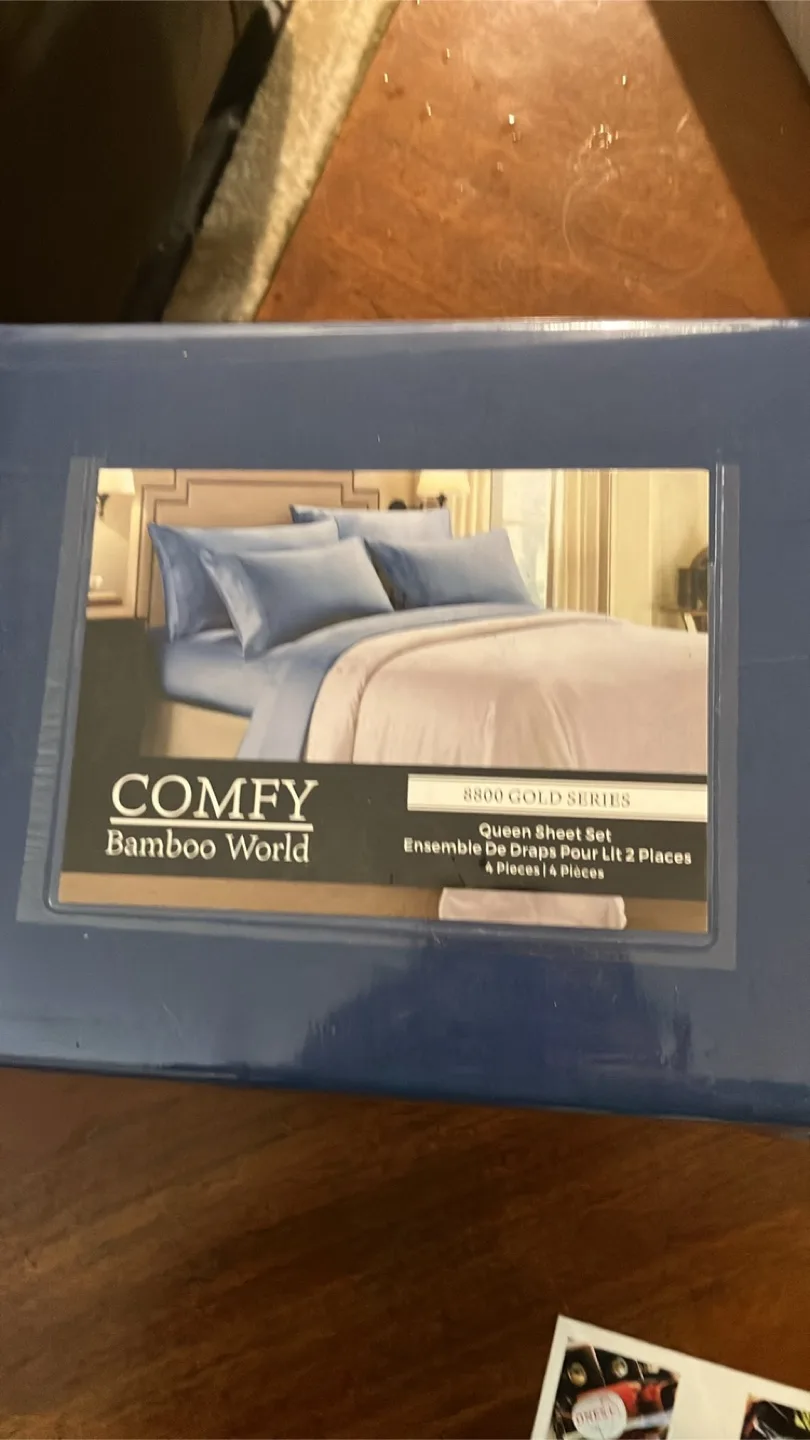 COMFY
Bamboo World
8800 GOLD SERIES
Queen Sheet Set
Ensemble De Draps Pour Lit 2 Places
4 Pieces | 4 Pièces